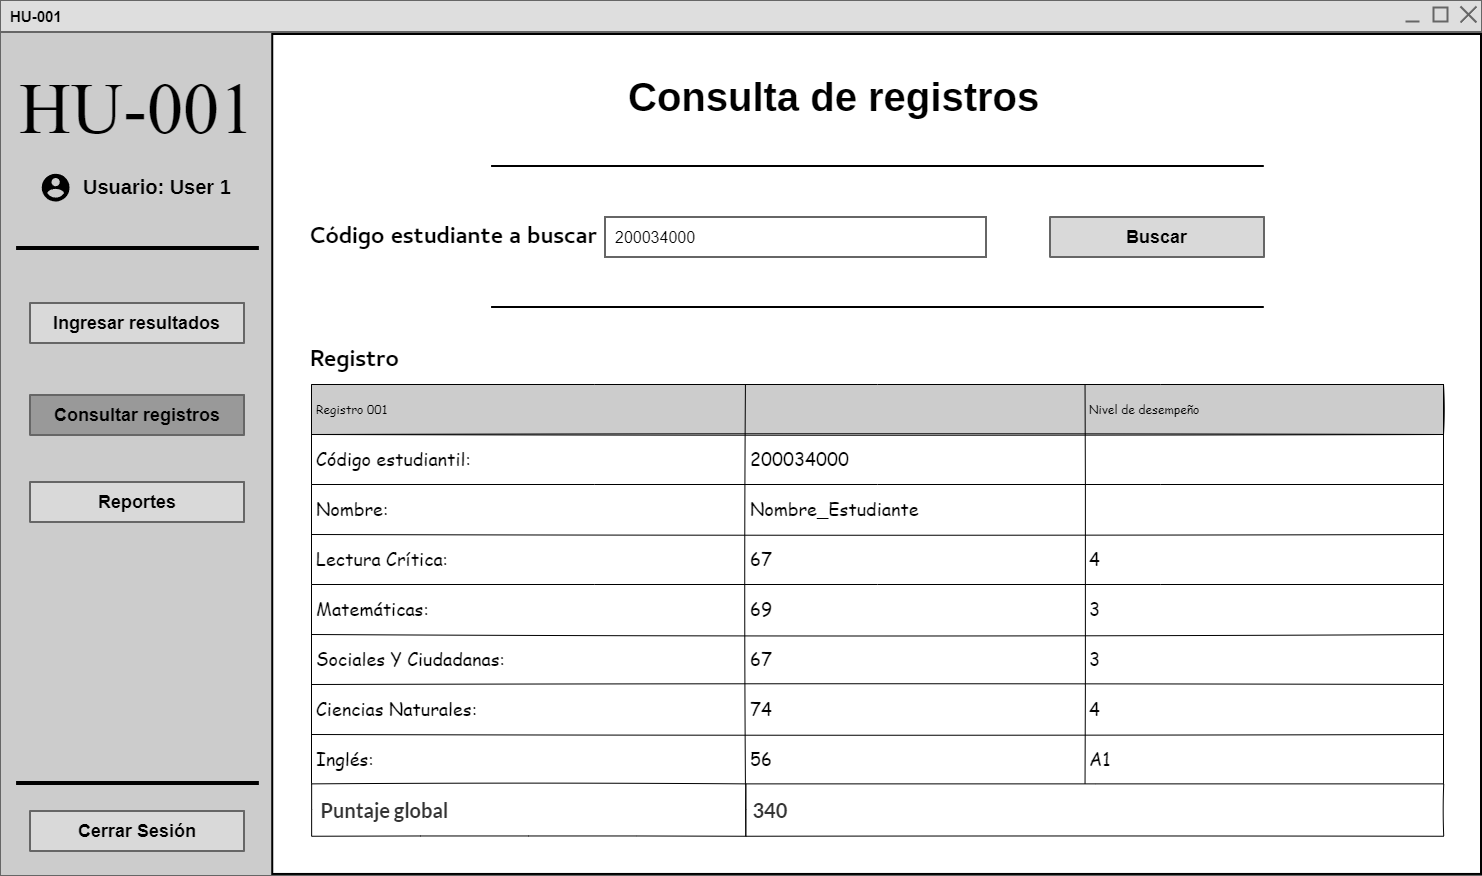 HU-001
HU-001
Usuario: User 1
Ingresar resultados
Consultar registros
Reportes
Cerrar Sesión
Consulta de registros
Código estudiante a buscar 200034000 Buscar
Registro
Registro 001 Nivel de desempeño
Código estudiantil: 200034000
Nombre: Nombre_Estudiante
Lectura Crítica: 67 4
Matemáticas: 69 3
Sociales Y Ciudadanas: 67 3
Ciencias Naturales: 74 4
Inglés: 56 A1
Puntaje global 340